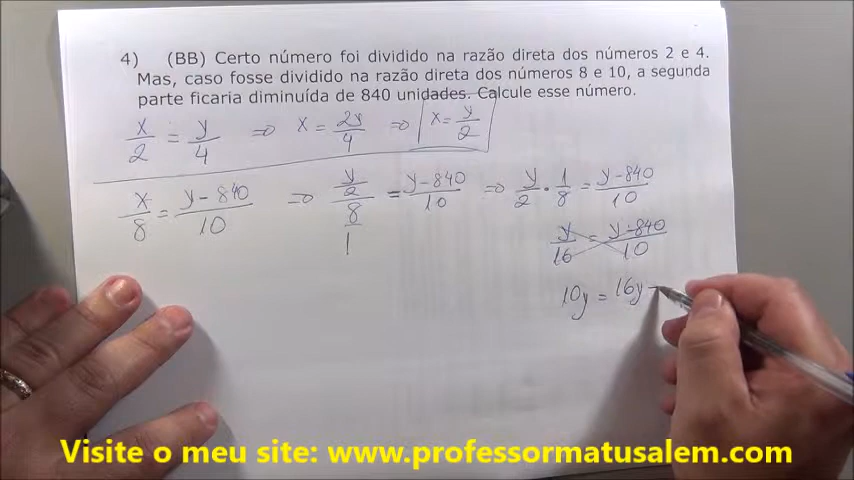 4) (BB) Certo número foi dividido na razão direta dos números 2 e 4.
Mas, caso fosse dividido na razão direta dos números 8 e 10, a segunda
parte ficaria diminuída de 840 unidades. Calcule esse número.
x/2 = y/4 => x = 2y/4 => x = y/2
x/8 = y-840/10 => y/2/8/1 = y-840/10 => y/2 · 1/8 = y-840/10
y/16 = y-840/10
10y = 16y -
Visite o meu site: www.professormatusalem.com